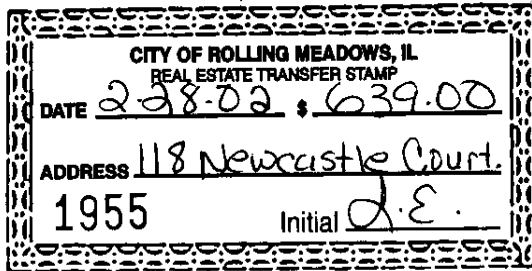 CITY OF ROLLING MEADOWS, IL
REAL ESTATE TRANSFER STAMP
DATE 2-28-02 $ 639.00
ADDRESS 118 Newcastle Court.
1955 Initial L.E.